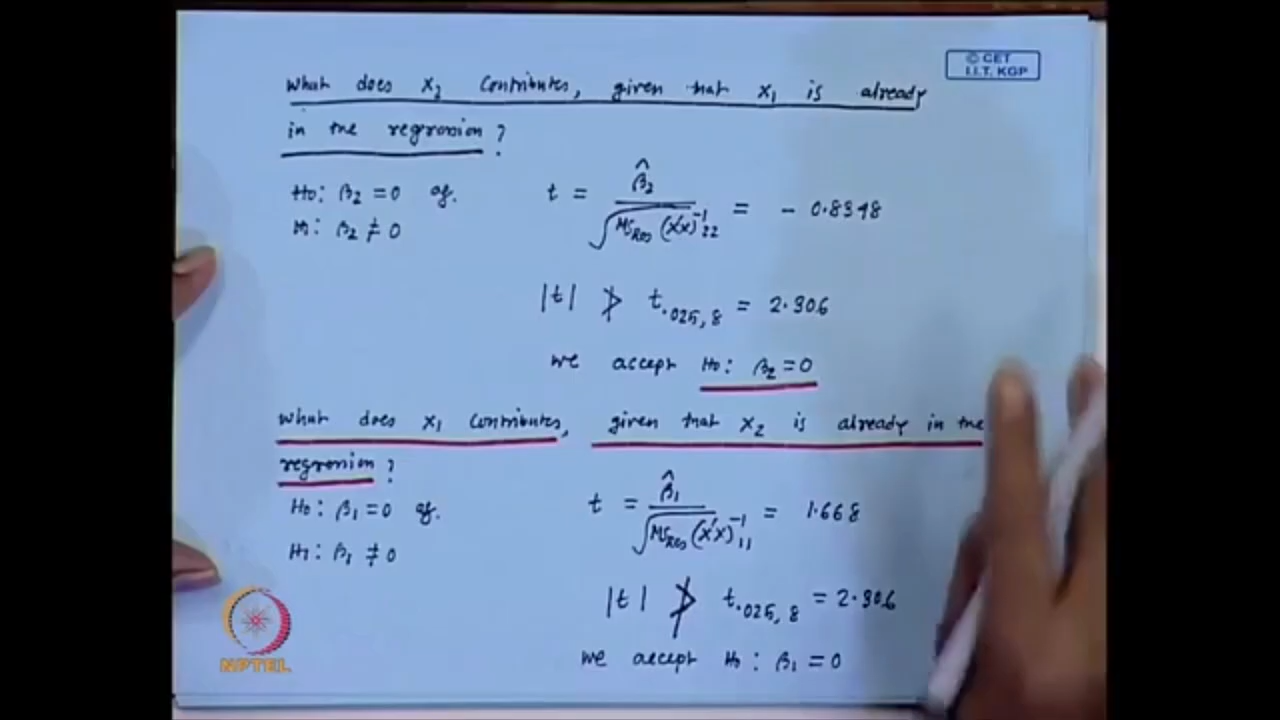 © CET
I.I.T. KGP
What does X₂ contributes, given that X₁ is already
in the regression ?
H₀: β₂ = 0 ag.
H₁: β₂ ≠ 0
t = β̂₂ / √(MS_Res (X'X)⁻¹₂₂) = - 0.8348
|t| ≯ t.₀₂₅,₈ = 2.306
we accept H₀: β₂ = 0
What does X₁ contributes, given that X₂ is already in the
regression ?
H₀: β₁ = 0 ag.
H₁: β₁ ≠ 0
t = β̂₁ / √(MS_Res (X'X)⁻¹₁₁) = 1.668
|t| ≯ t.₀₂₅,₈ = 2.306
we accept H₀: β₁ = 0
NPTEL